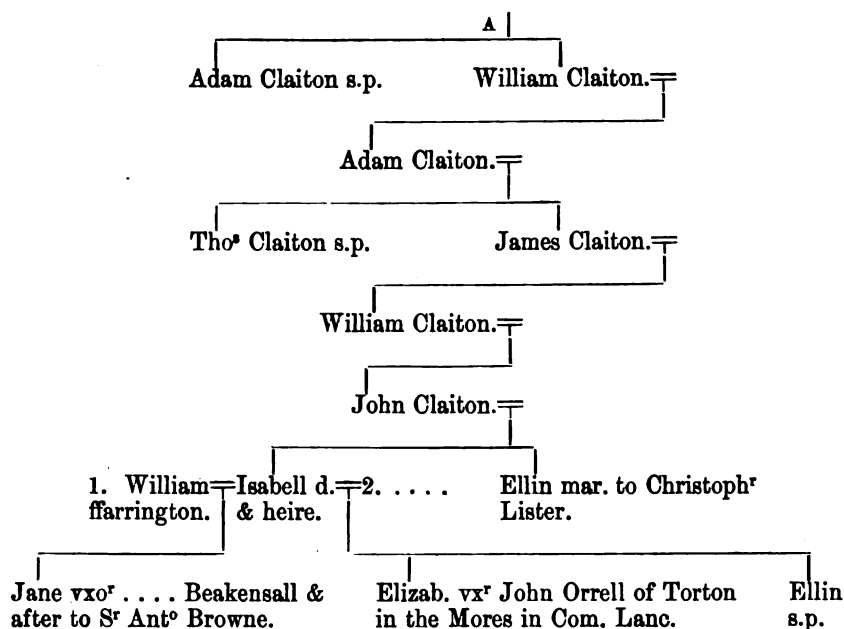 A
Adam Claiton s.p. William Claiton.
Adam Claiton.
Thoˢ Claiton s.p. James Claiton.
William Claiton.
John Claiton.
1. William Isabell d. 2. . . . . . Ellin mar. to Christophʳ
ffarrington. & heire. Lister.
Jane vxoʳ . . . . Beakensall & Elizab. vxʳ John Orrell of Torton Ellin
after to Sʳ Antᵒ Browne. in the Mores in Com. Lanc. s.p.